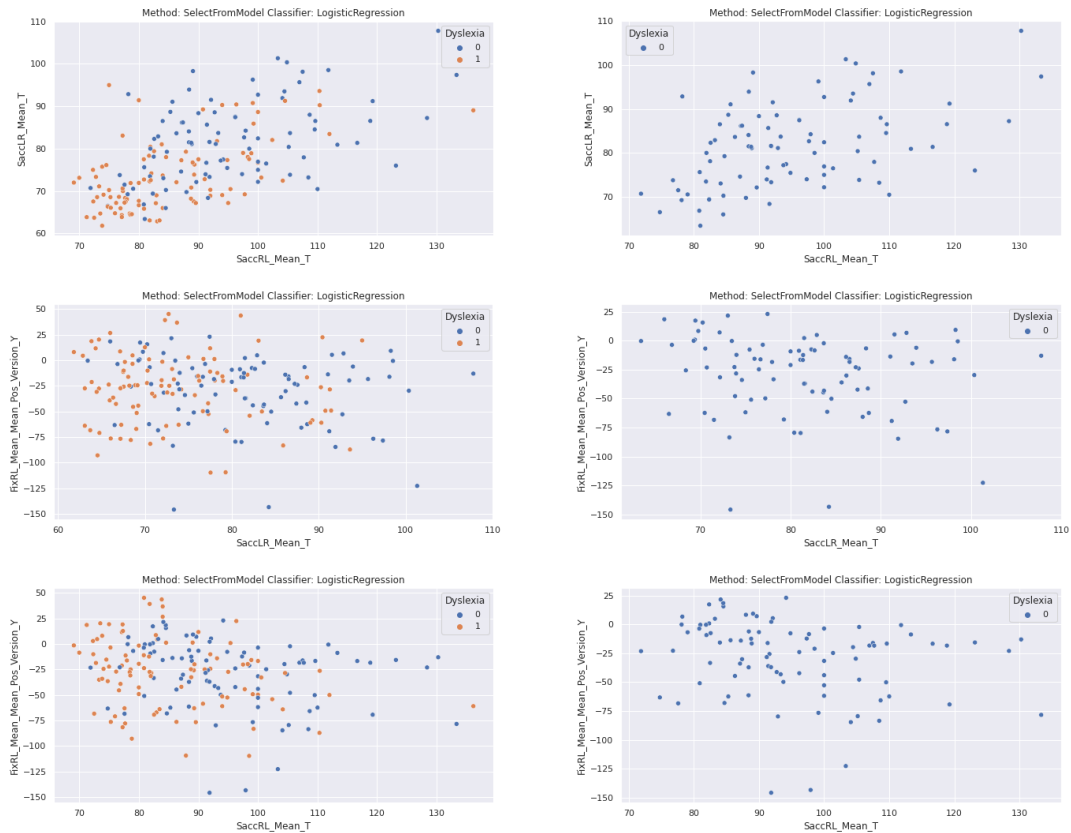 Method: SelectFromModel Classifier: LogisticRegression
110
100
90
80
70
60
SaccLR_Mean_T
Dyslexia
0
1
70 80 90 100 110 120 130
SaccRL_Mean_T
Method: SelectFromModel Classifier: LogisticRegression
110
100
90
80
70
SaccLR_Mean_T
Dyslexia
0
70 80 90 100 110 120 130
SaccRL_Mean_T
Method: SelectFromModel Classifier: LogisticRegression
50
25
0
−25
−50
−75
−100
−125
−150
FixRL_Mean_Mean_Pos_Version_Y
Dyslexia
0
1
60 70 80 90 100 110
SaccLR_Mean_T
Method: SelectFromModel Classifier: LogisticRegression
25
0
−25
−50
−75
−100
−125
−150
FixRL_Mean_Mean_Pos_Version_Y
Dyslexia
0
70 80 90 100 110
SaccLR_Mean_T
Method: SelectFromModel Classifier: LogisticRegression
50
25
0
−25
−50
−75
−100
−125
−150
FixRL_Mean_Mean_Pos_Version_Y
Dyslexia
0
1
70 80 90 100 110 120 130
SaccRL_Mean_T
Method: SelectFromModel Classifier: LogisticRegression
25
0
−25
−50
−75
−100
−125
−150
FixRL_Mean_Mean_Pos_Version_Y
Dyslexia
0
70 80 90 100 110 120 130
SaccRL_Mean_T